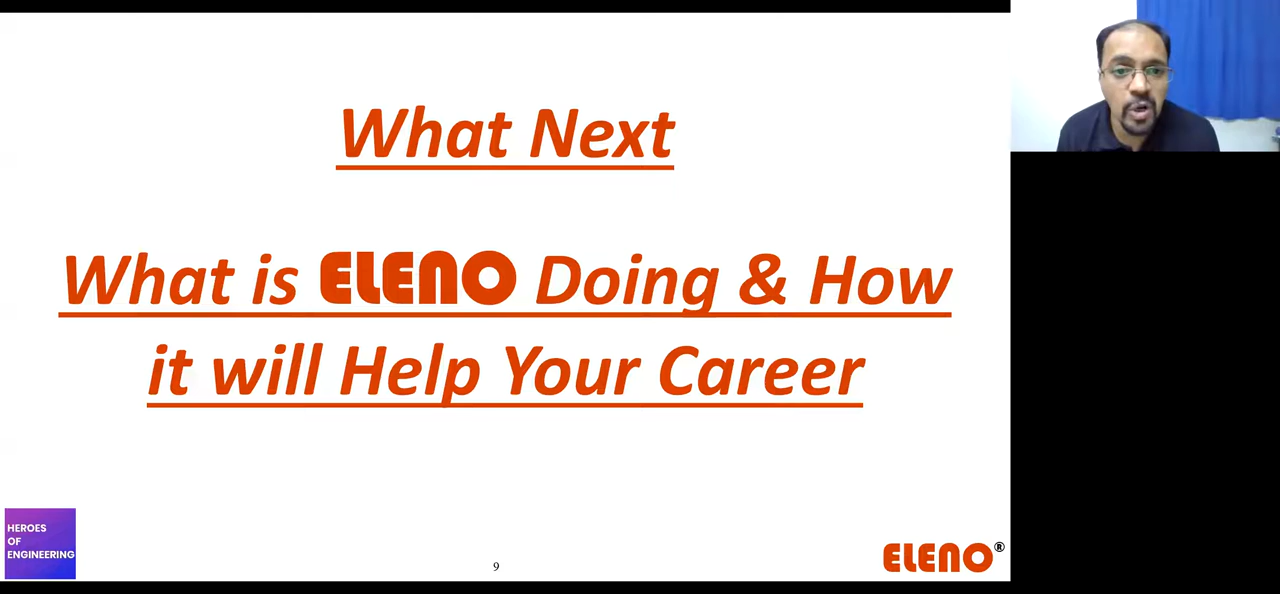 What Next
What is ELENO Doing & How
it will Help Your Career
HEROES
OF
ENGINEERING
9
ELENO®